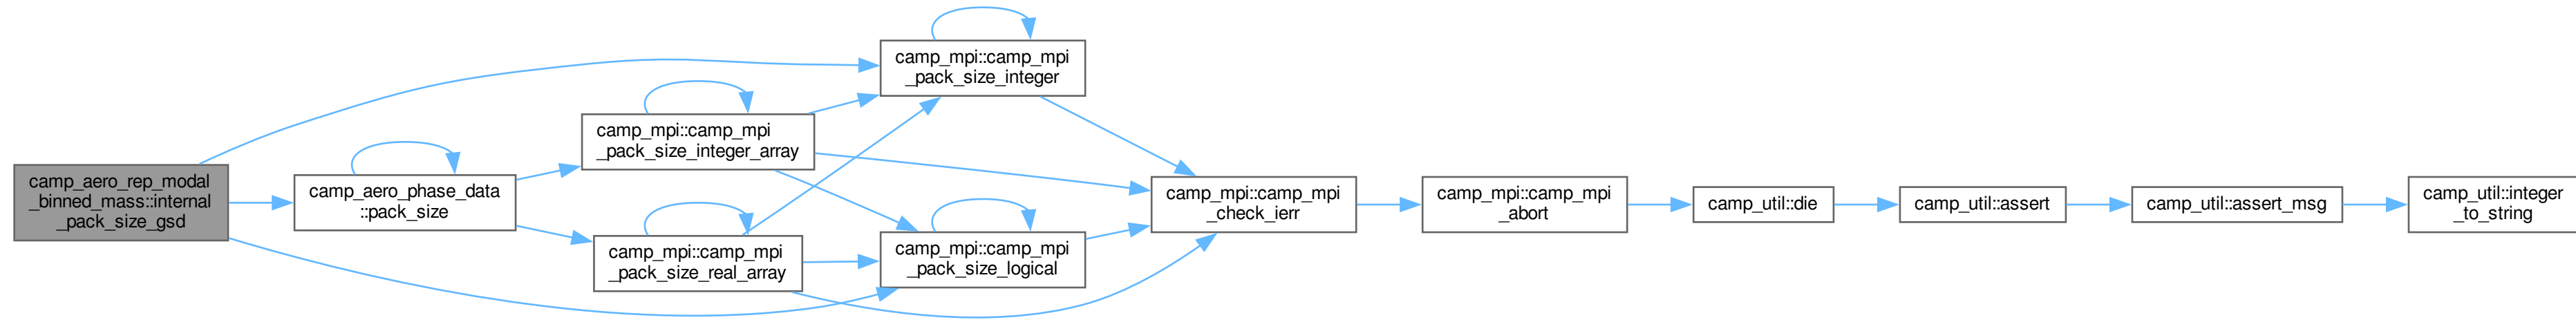 camp_aero_rep_modal
_binned_mass::internal
_pack_size_gsd
camp_aero_phase_data
::pack_size
camp_mpi::camp_mpi
_pack_size_integer_array
camp_mpi::camp_mpi
_pack_size_real_array
camp_mpi::camp_mpi
_pack_size_integer
camp_mpi::camp_mpi
_pack_size_logical
camp_mpi::camp_mpi
_check_ierr
camp_mpi::camp_mpi
_abort
camp_util::die
camp_util::assert
camp_util::assert_msg
camp_util::integer
_to_string